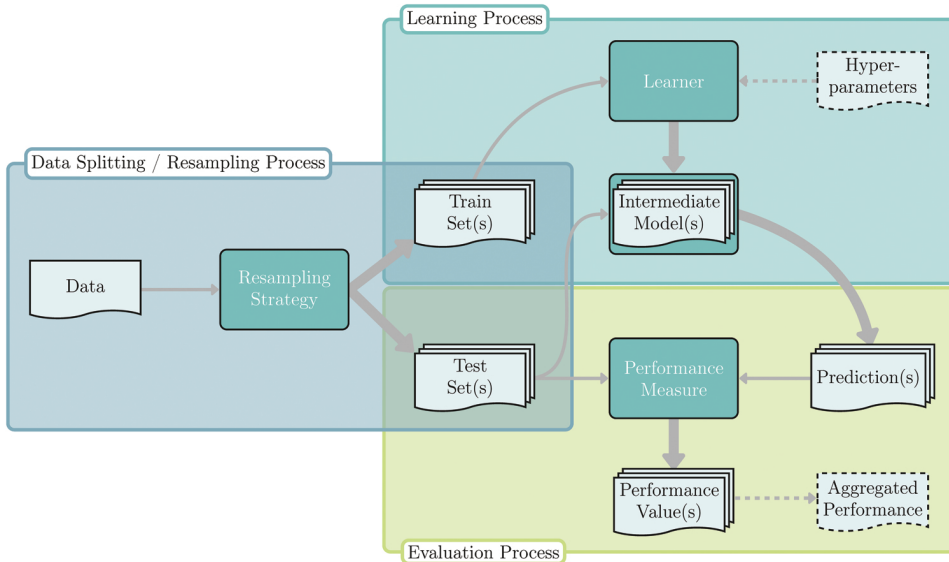 Learning Process
Learner
Hyper-
parameters
Data Splitting / Resampling Process
Train
Set(s)
Intermediate
Model(s)
Data
Resampling
Strategy
Test
Set(s)
Performance
Measure
Prediction(s)
Performance
Value(s)
Aggregated
Performance
Evaluation Process